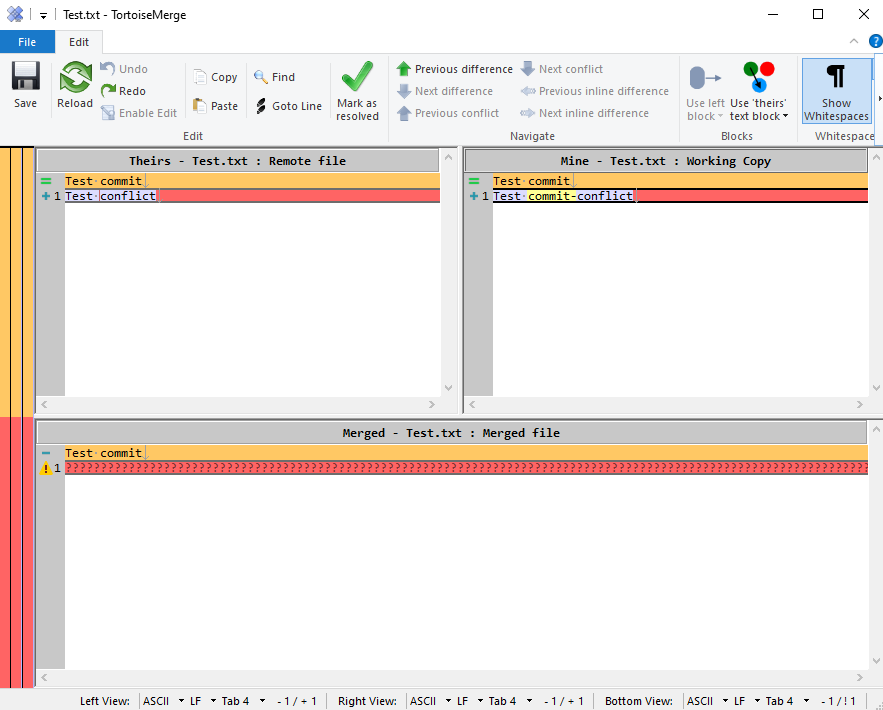 Test.txt - TortoiseMerge
File Edit
Save
Reload
Undo
Redo
Enable Edit
Copy
Paste
Find
Goto Line
Mark as
resolved
Edit
Previous difference
Next difference
Previous conflict
Next conflict
Previous inline difference
Next inline difference
Navigate
Use left
block
Use 'theirs'
text block
Blocks
Show
Whitespaces
Whitespace
Theirs - Test.txt : Remote file
Test·commit
1 Test·conflict
Mine - Test.txt : Working Copy
Test·commit
1 Test·commit-conflict
Merged - Test.txt : Merged file
Test·commit
1 ???????????????????????????????????????????????????????????????????????????????????????????????????????????????????
Left View: ASCII LF Tab 4 - 1 / + 1 Right View: ASCII LF Tab 4 - 1 / + 1 Bottom View: ASCII LF Tab 4 - 1 / ! 1